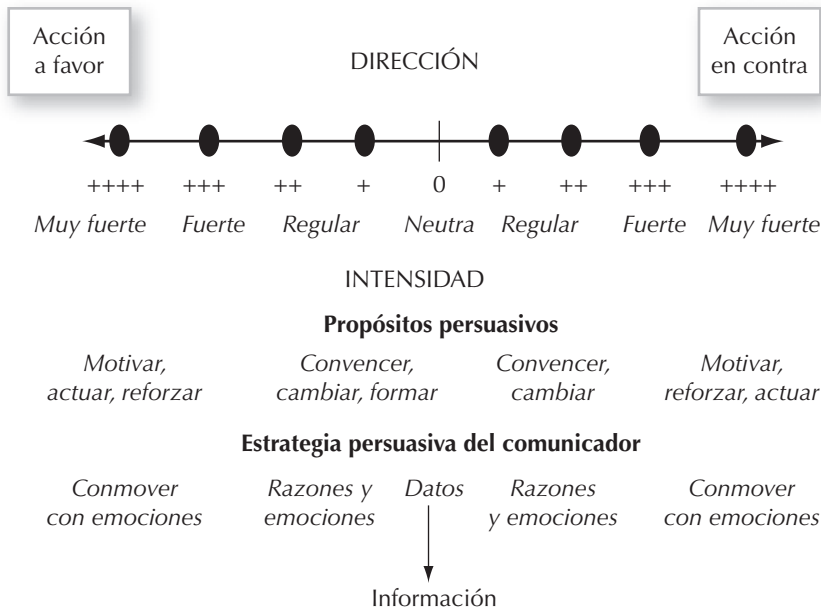 Acción
a favor
DIRECCIÓN
Acción
en contra
++++ +++ ++ + 0 + ++ +++ ++++
Muy fuerte Fuerte Regular Neutra Regular Fuerte Muy fuerte
INTENSIDAD
Propósitos persuasivos
Motivar,
actuar, reforzar
Convencer,
cambiar, formar
Convencer,
cambiar
Motivar,
reforzar, actuar
Estrategia persuasiva del comunicador
Conmover
con emociones
Razones y
emociones
Datos
Razones
y emociones
Conmover
con emociones
Información